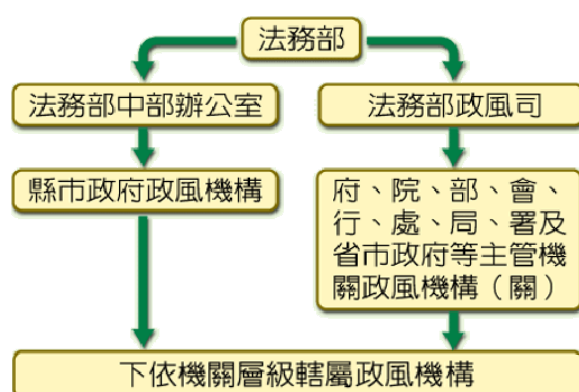 法務部
法務部中部辦公室
法務部政風司
縣市政府政風機構
府、院、部、會、
行、處、局、署及
省市政府等主管機
關政風機構（關）
下依機關層級轄屬政風機構